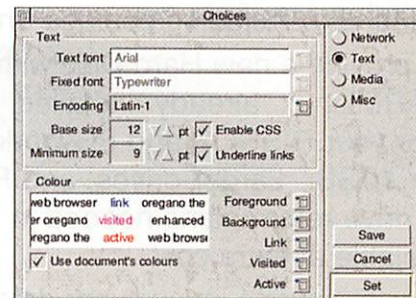 Choices
Text
Text font Arial
Fixed font Typewriter
Encoding Latin-1
Base size 12 pt Enable CSS
Minimum size 9 pt Underline links
Colour
web browser link oregano the
er oregano visited enhanced
oregano the active web browse
Use document's colours
Foreground
Background
Link
Visited
Active
Network
Text
Media
Misc
Save
Cancel
Set